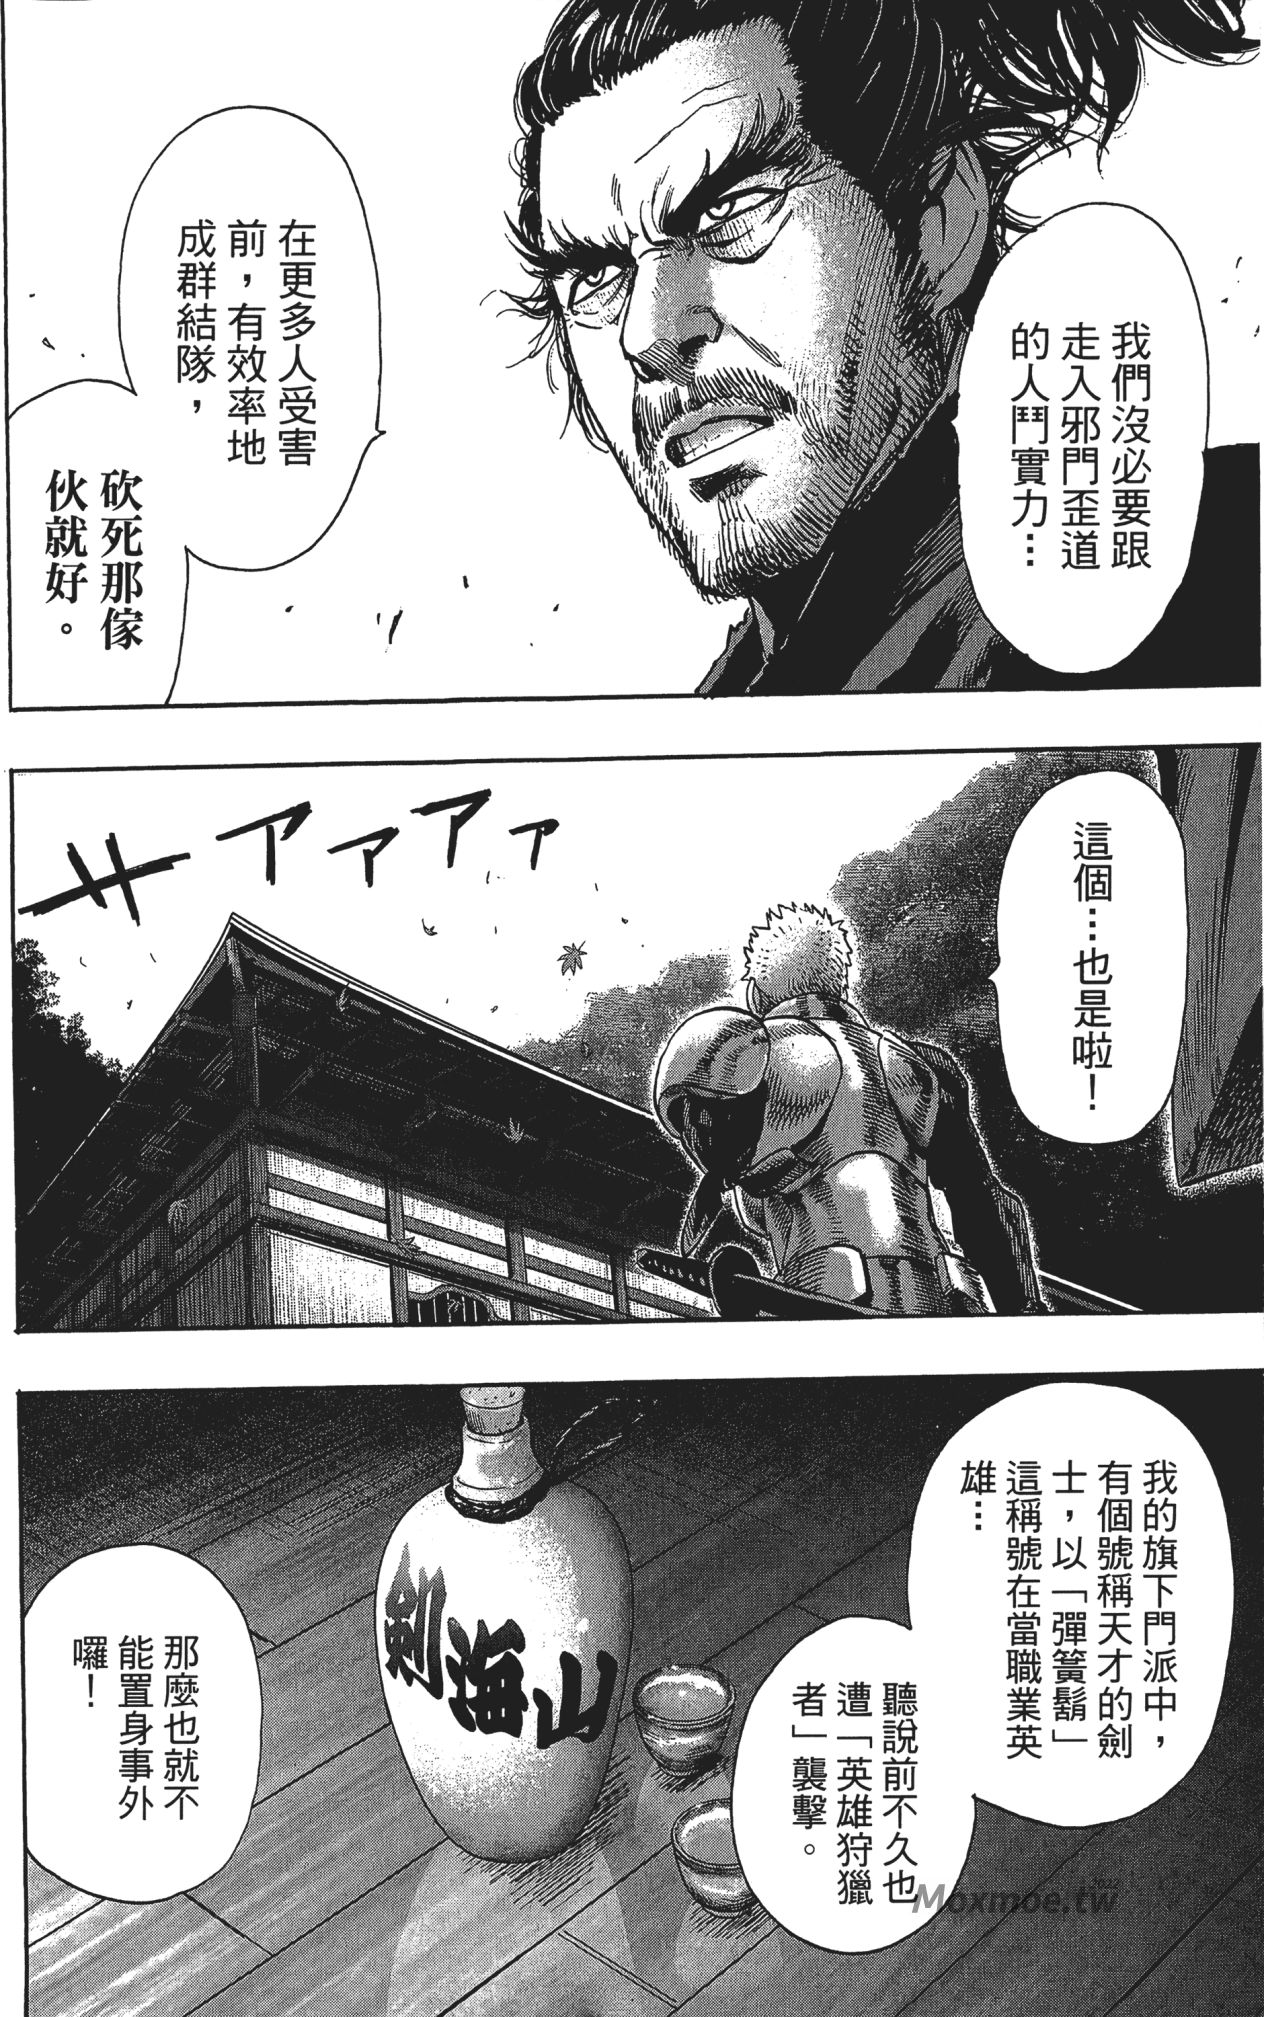 我們沒必要跟
走入邪門歪道
的人鬥實力…
在更多人受害
前，有效率地
成群結隊，
砍死那傢
伙就好。
這個…也是啦！
ザァァァァ
我的旗下門派中，
有個號稱天才的劍
士，以「彈簧鬍」
這稱號在當職業英
雄…
聽說前不久也
遭「英雄狩獵
者」襲擊。
剣海山
那麼也就不
能置身事外
囉！
Moxmoe.tw
2022